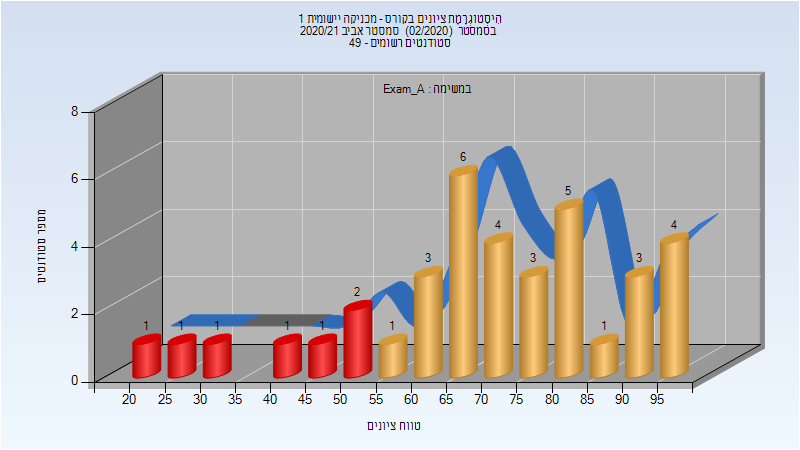 היסטוגרמת ציונים בקורס - מכניקה יישומית 1
בסמסטר (02/2020) סמסטר אביב 2020/21
סטודנטים רשומים - 49
במשימה : Exam_A
מספר סטודנטים
8
6
4
2
0
1
1
1
1
1
2
1
3
6
4
3
5
1
3
4
20 25 30 35 40 45 50 55 60 65 70 75 80 85 90 95
טווח ציונים